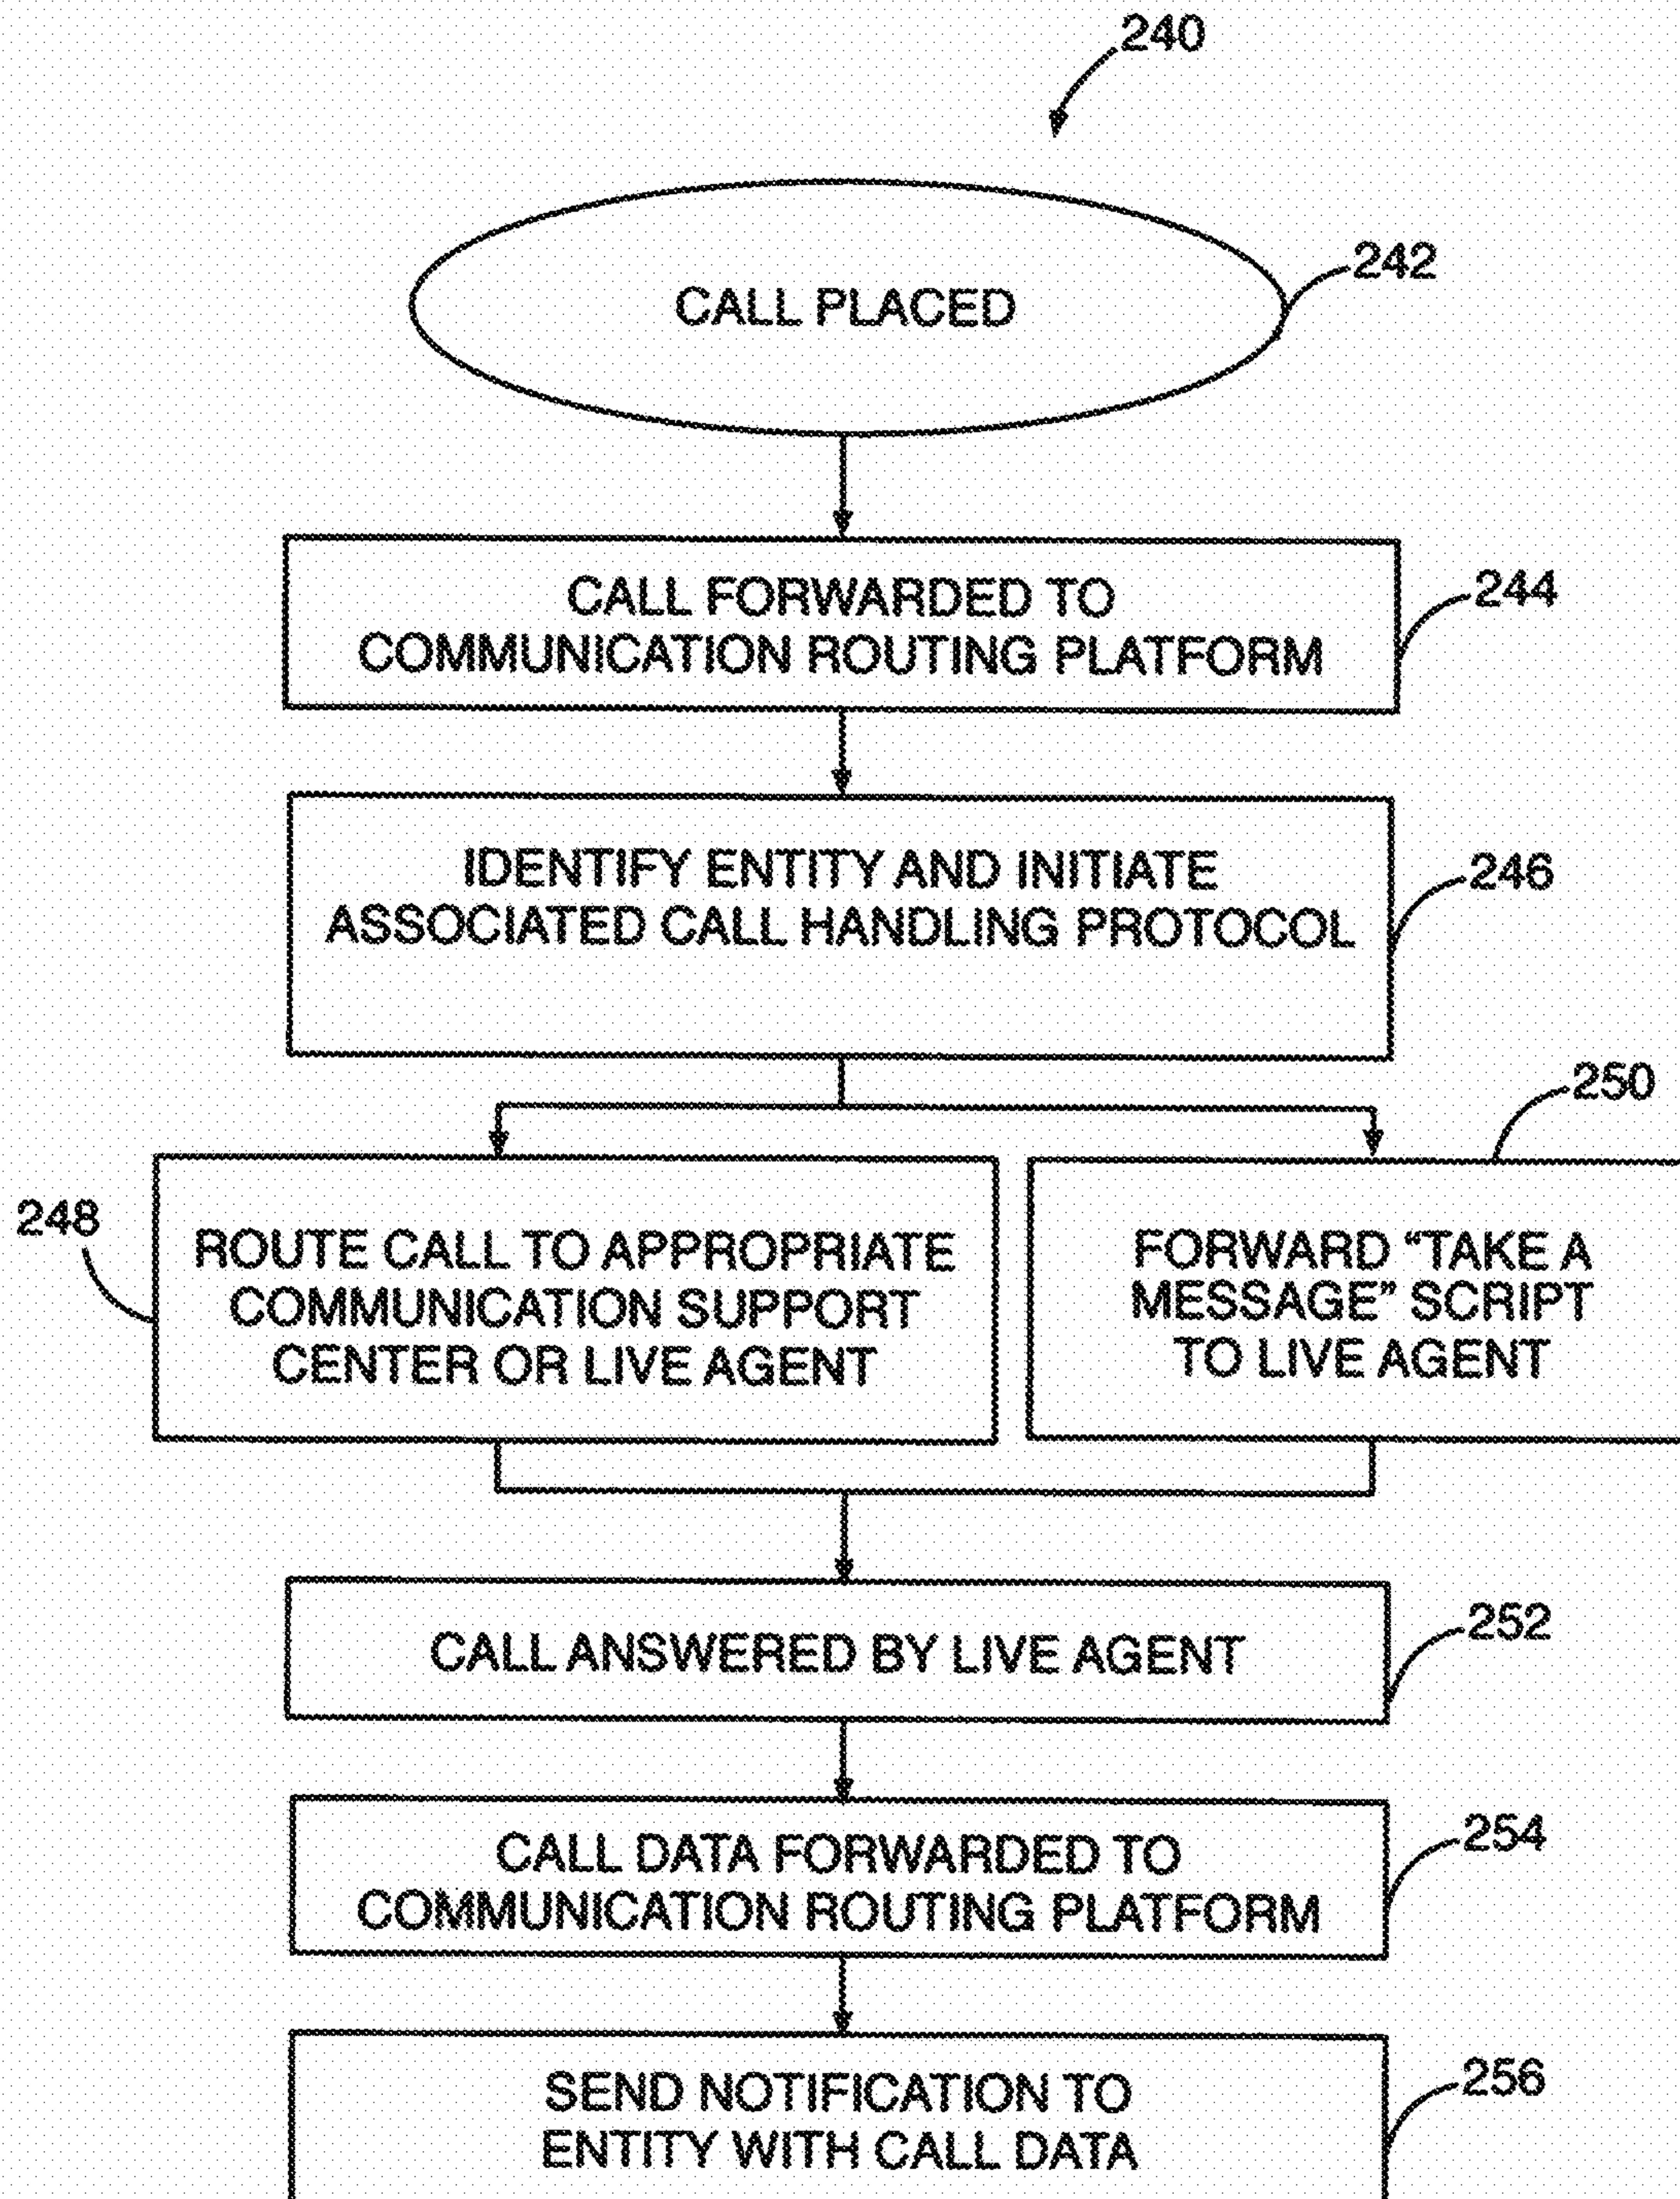 240
CALL PLACED
242
CALL FORWARDED TO
COMMUNICATION ROUTING PLATFORM
244
IDENTIFY ENTITY AND INITIATE
ASSOCIATED CALL HANDLING PROTOCOL
246
248
ROUTE CALL TO APPROPRIATE
COMMUNICATION SUPPORT
CENTER OR LIVE AGENT
250
FORWARD “TAKE A
MESSAGE” SCRIPT
TO LIVE AGENT
CALL ANSWERED BY LIVE AGENT
252
CALL DATA FORWARDED TO
COMMUNICATION ROUTING PLATFORM
254
SEND NOTIFICATION TO
ENTITY WITH CALL DATA
256